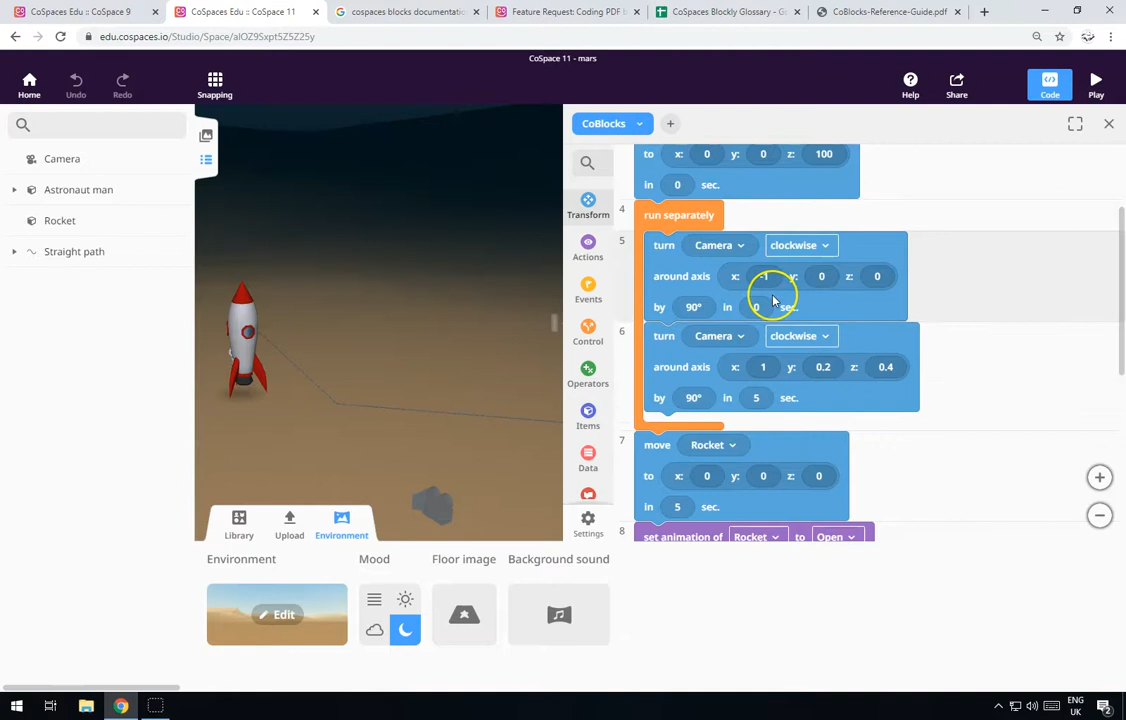 CoSpaces Edu :: CoSpace 9
CoSpaces Edu :: CoSpace 11
cospaces blocks documentatio
Feature Request: Coding PDF b
CoSpaces Blockly Glossary - Go
CoBlocks-Reference-Guide.pdf
edu.cospaces.io/Studio/Space/alOZ9Sxpt5Z5Z25y
CoSpace 11 - mars
Home
Undo
Redo
Snapping
Help
Share
Code
Play
Camera
Astronaut man
Rocket
Straight path
CoBlocks
Transform
Actions
Events
Control
Operators
Items
Data
Settings
to x: 0 y: 0 z: 100
in 0 sec.
4 run separately
5 turn Camera clockwise
around axis x: -1 y: 0 z: 0
by 90° in 0 sec.
6 turn Camera clockwise
around axis x: 1 y: 0.2 z: 0.4
by 90° in 5 sec.
7 move Rocket
to x: 0 y: 0 z: 0
in 5 sec.
8 set animation of Rocket to Open
Library
Upload
Environment
Environment
Mood
Floor image
Background sound
Edit
ENG
UK
2